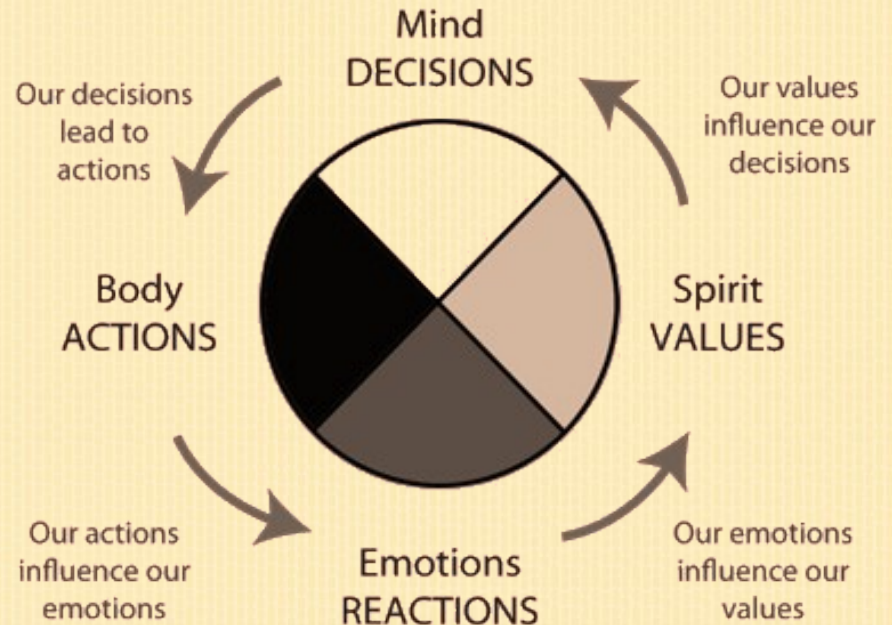 Mind
DECISIONS
Our decisions
lead to
actions
Our values
influence our
decisions
Body
ACTIONS
Spirit
VALUES
Our actions
influence our
emotions
Emotions
REACTIONS
Our emotions
influence our
values